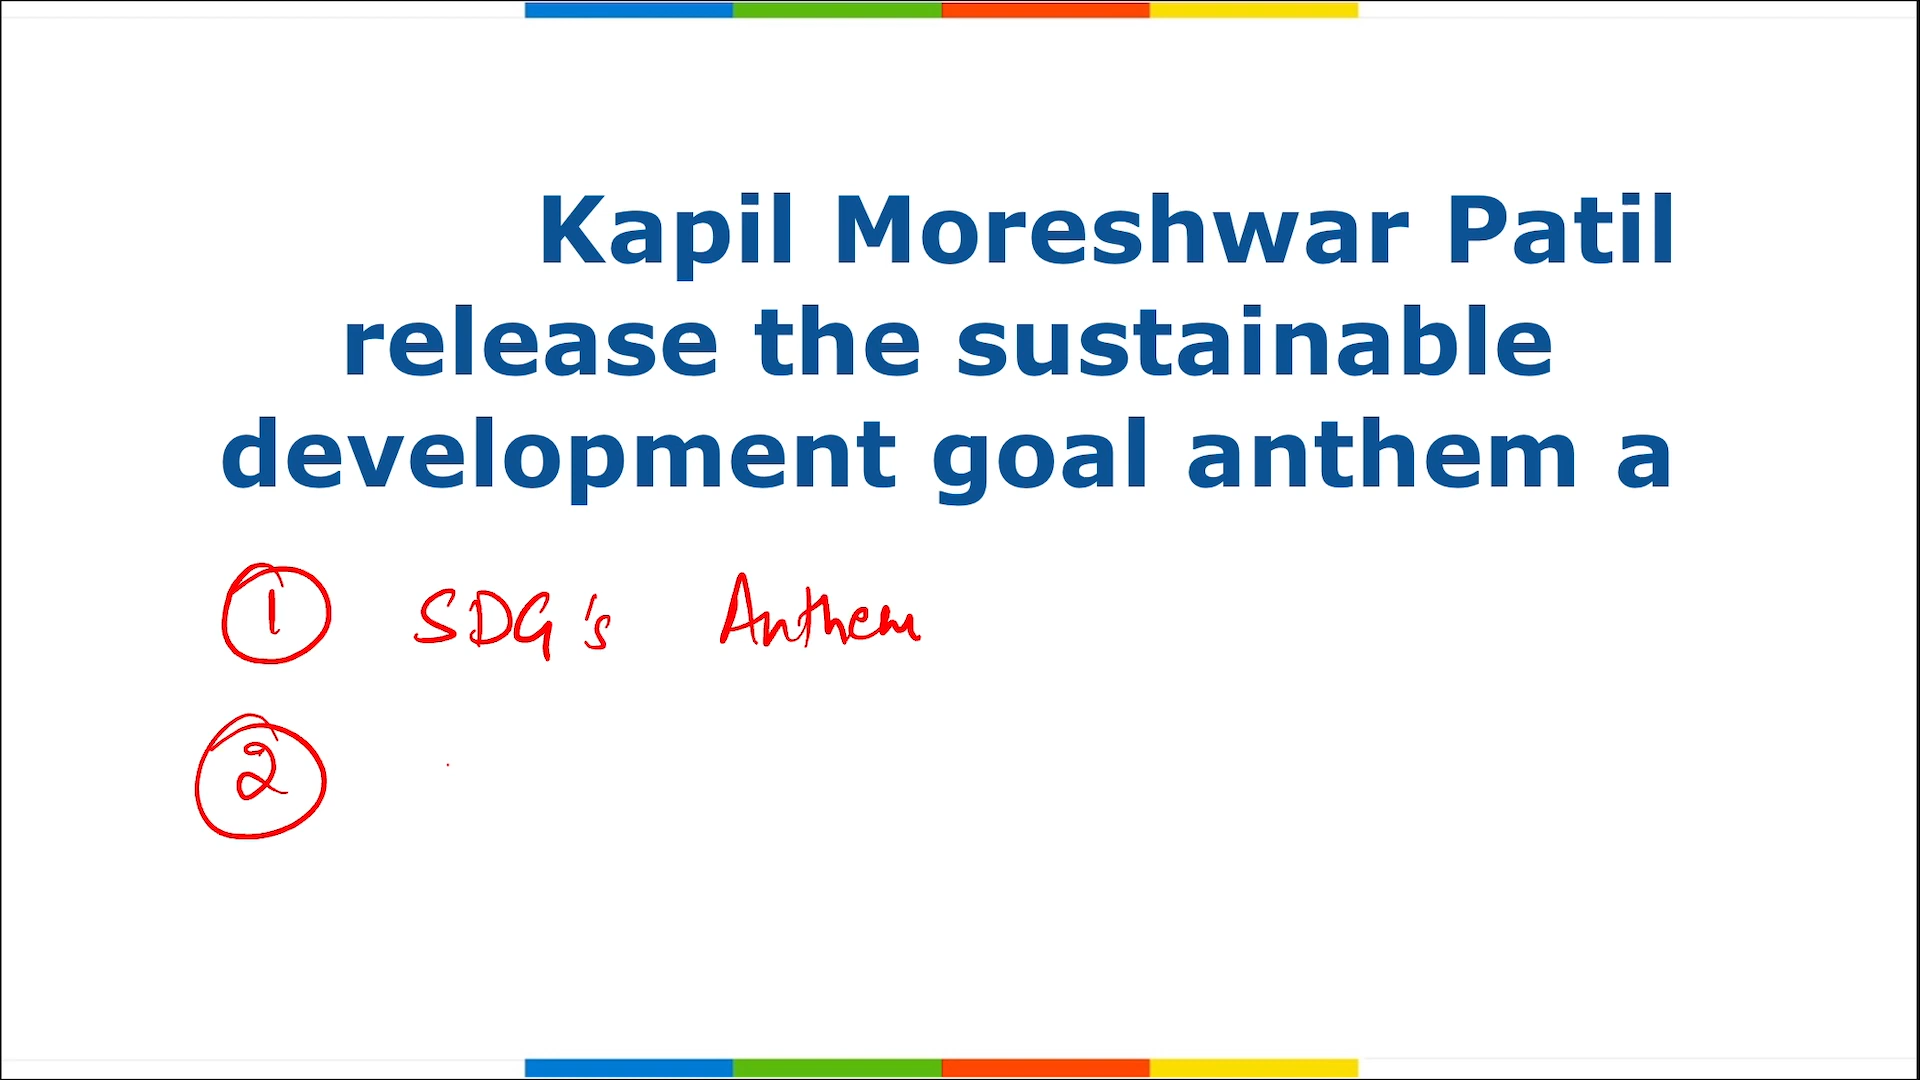 Kapil Moreshwar Patil
release the sustainable
development goal anthem a
1 SDG's Anthem
2